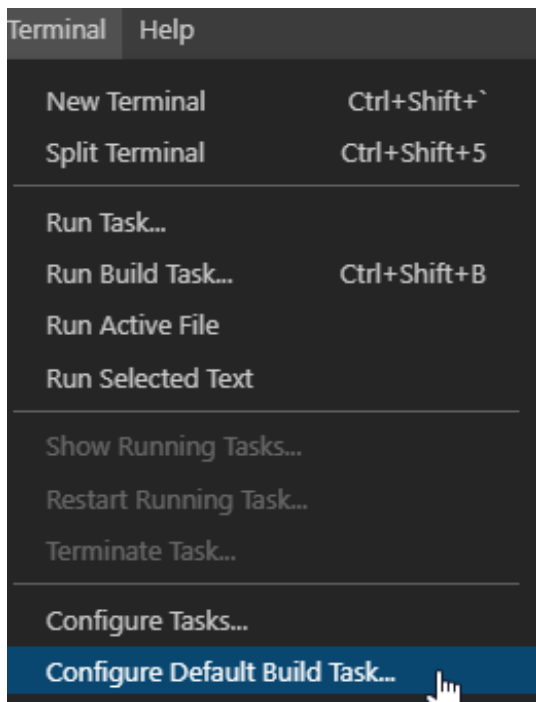 Terminal Help
New Terminal Ctrl+Shift+`
Split Terminal Ctrl+Shift+5
Run Task...
Run Build Task... Ctrl+Shift+B
Run Active File
Run Selected Text
Show Running Tasks...
Restart Running Task...
Terminate Task...
Configure Tasks...
Configure Default Build Task...